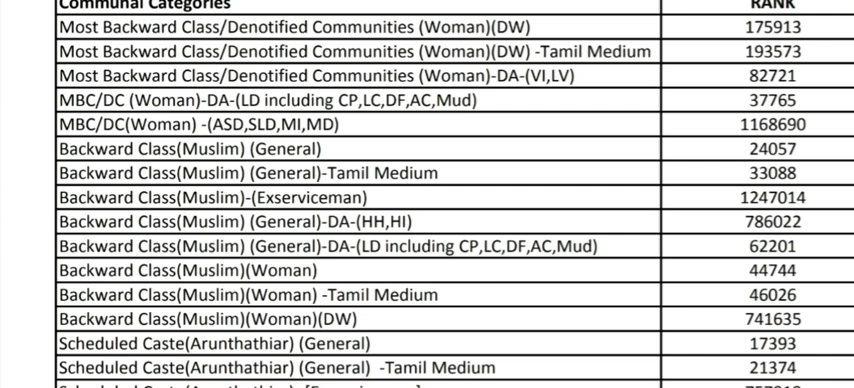 Communal Categories RANK
Most Backward Class/Denotified Communities (Woman)(DW) 175913
Most Backward Class/Denotified Communities (Woman)(DW) -Tamil Medium 193573
Most Backward Class/Denotified Communities (Woman)-DA-(VI,LV) 82721
MBC/DC (Woman)-DA-(LD including CP,LC,DF,AC,Mud) 37765
MBC/DC(Woman) -(ASD,SLD,MI,MD) 1168690
Backward Class(Muslim) (General) 24057
Backward Class(Muslim) (General)-Tamil Medium 33088
Backward Class(Muslim)-(Exserviceman) 1247014
Backward Class(Muslim) (General)-DA-(HH,HI) 786022
Backward Class(Muslim) (General)-DA-(LD including CP,LC,DF,AC,Mud) 62201
Backward Class(Muslim)(Woman) 44744
Backward Class(Muslim)(Woman) -Tamil Medium 46026
Backward Class(Muslim)(Woman)(DW) 741635
Scheduled Caste(Arunthathiar) (General) 17393
Scheduled Caste(Arunthathiar) (General) -Tamil Medium 21374